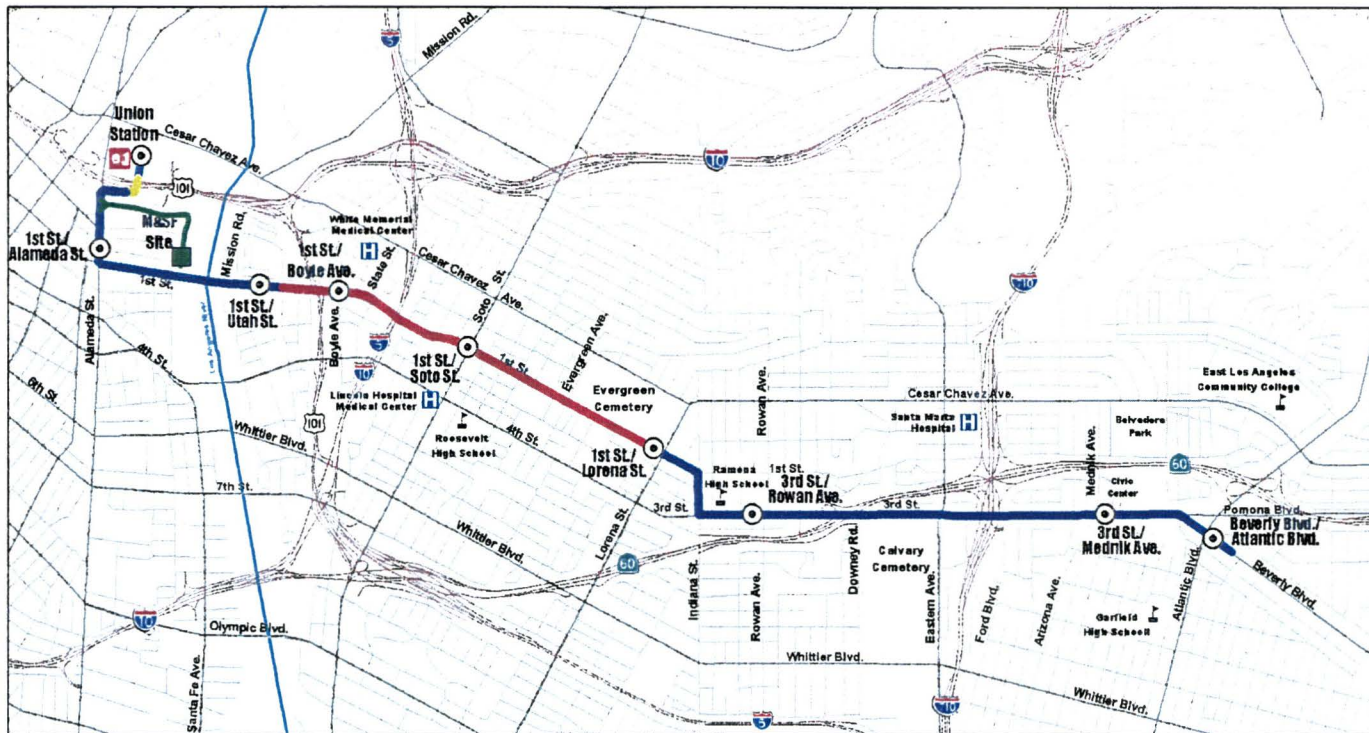 Mission Rd.
5
Union
Station
Cesar Chavez Ave.
10
101
M&SF
Site
White Memorial
Medical Center
H
1st St./
Alameda St.
Mission Rd.
1st St./
Boyle Ave.
State St.
Cesar Chavez
Ave.
Soto St.
710
1st St.
1st St./
Utah St.
Alameda St.
Boyle Ave.
5
1st St./
Soto St.
1st St.
Evergreen Ave.
Evergreen
Cemetery
Rowan Ave.
4th St.
6th St.
10
Lincoln Hospital
Medical Center
H
Cesar Chavez Ave.
East Los Angeles
Community College
Santa Marta
Hospital
H
Belvedere
Park
101
Whittier Blvd.
Roosevelt
High School
4th St.
1st St./
Lorena St.
Ramona
High School
1st St.
3rd St./
Rowan Ave.
Mednik Ave.
Civic
Center
60
7th St.
3rd St.
3rd St.
Pomona Blvd.
Whittier Blvd.
Lorena St.
60
3rd St./
Mednik Ave.
Beverly Blvd./
Atlantic Blvd.
Indiana St.
Rowan Ave.
Downey Rd.
Calvary
Cemetery
Eastern Ave.
Ford Blvd.
Arizona Ave.
Atlantic Blvd.
Beverly Blvd.
10
Olympic Blvd.
Garfield
High School
Santa Fe Ave.
Whittier Blvd.
Whittier Blvd.
5
710